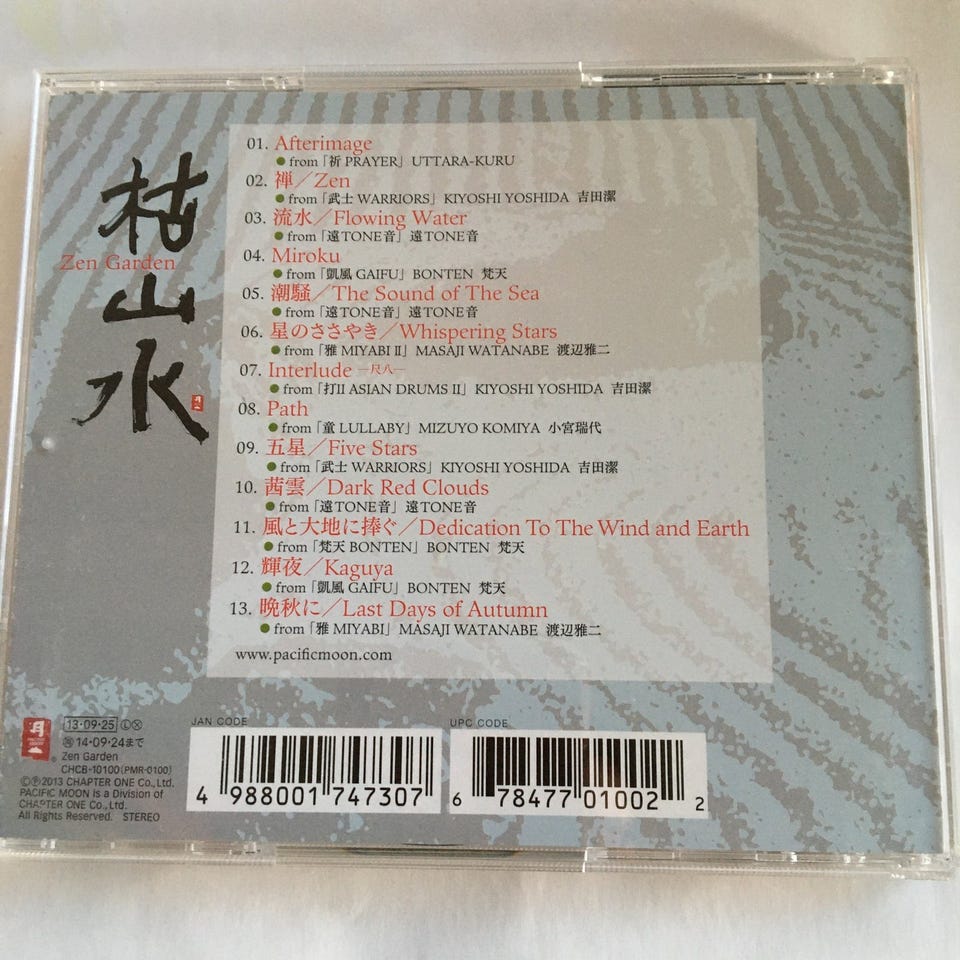 枯山水
Zen Garden
01. Afterimage
● from「祈 PRAYER」 UTTARA-KURU
02. 禅／Zen
● from「武士 WARRIORS」 KIYOSHI YOSHIDA 吉田潔
03. 流水／Flowing Water
● from「遠TONE音」 遠TONE音
04. Miroku
● from「凱風 GAIFU」 BONTEN 梵天
05. 潮騒／The Sound of The Sea
● from「遠TONE音」 遠TONE音
06. 星のささやき／Whispering Stars
● from「雅 MIYABI II」 MASAJI WATANABE 渡辺雅二
07. Interlude —尺八—
● from「打II ASIAN DRUMS II」 KIYOSHI YOSHIDA 吉田潔
08. Path
● from「童 LULLABY」 MIZUYO KOMIYA 小宮瑞代
09. 五星／Five Stars
● from「武士 WARRIORS」 KIYOSHI YOSHIDA 吉田潔
10. 茜雲／Dark Red Clouds
● from「遠TONE音」 遠TONE音
11. 風と大地に捧ぐ／Dedication To The Wind and Earth
● from「梵天 BONTEN」 BONTEN 梵天
12. 輝夜／Kaguya
● from「凱風 GAIFU」 BONTEN 梵天
13. 晩秋に／Last Days of Autumn
● from「雅 MIYABI」 MASAJI WATANABE 渡辺雅二
www.pacificmoon.com
13·09·25 Ⓛ Ⓧ
14·09·24まで
Zen Garden
CHCB-10100(PMR-0100)
©℗2013 CHAPTER ONE Co., Ltd.
PACIFIC MOON is a Division of
CHAPTER ONE Co., Ltd.
All Rights Reserved. STEREO
JAN CODE
4 988001 747307
UPC CODE
6 78477 01002 2